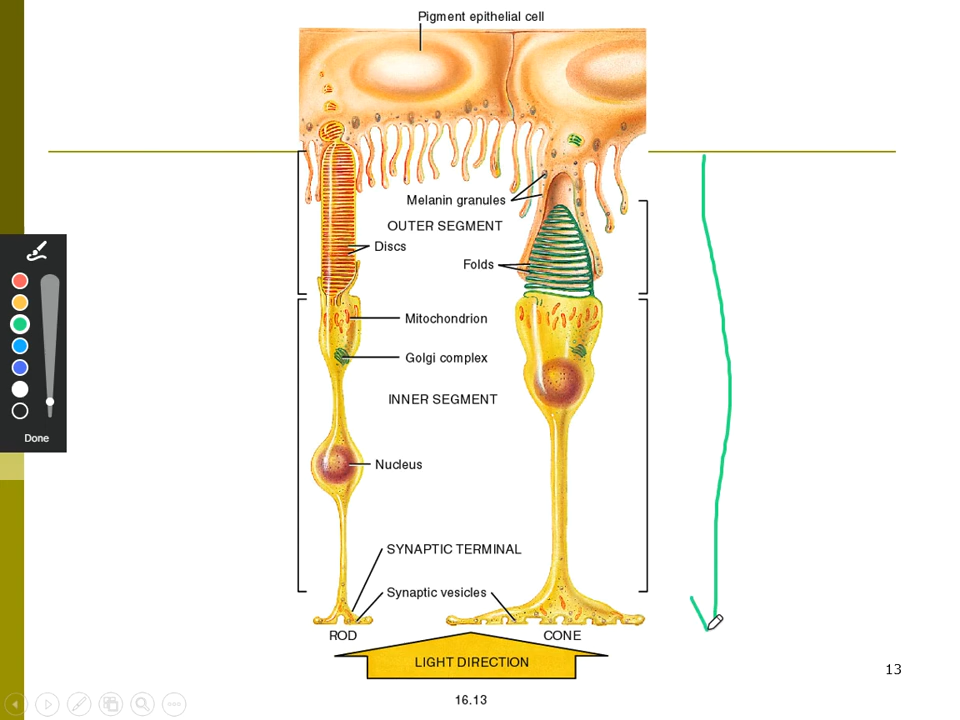 Pigment epithelial cell
Melanin granules
OUTER SEGMENT
Discs
Folds
Mitochondrion
Golgi complex
INNER SEGMENT
Nucleus
SYNAPTIC TERMINAL
Synaptic vesicles
ROD
CONE
LIGHT DIRECTION
16.13
13
Done